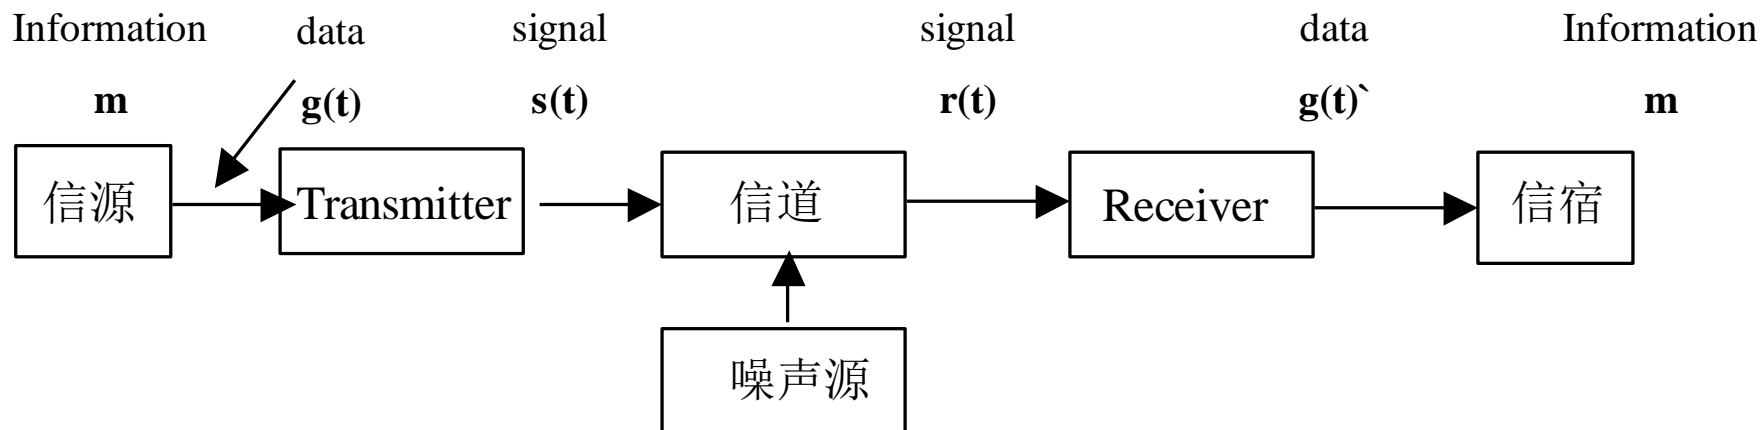 Information data signal signal data Information
m g(t) s(t) r(t) g(t)` m
信源 Transmitter 信道 Receiver 信宿
噪声源